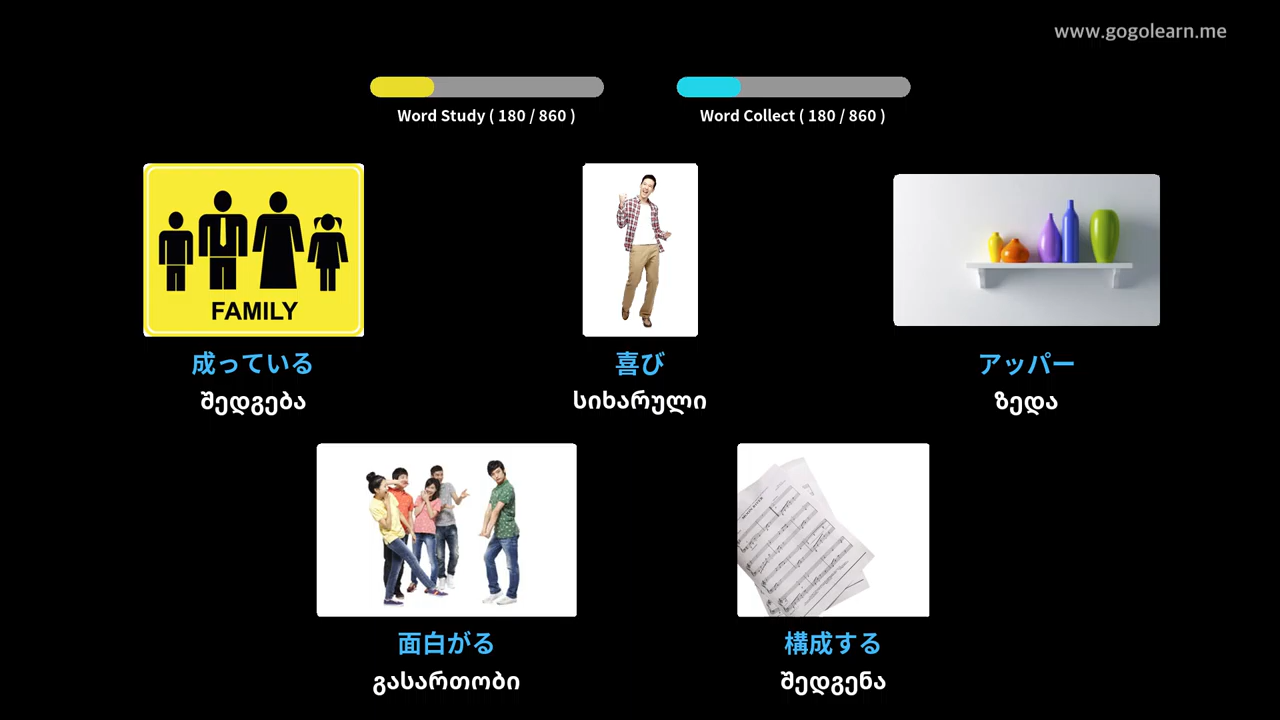 www.gogolearn.me
Word Study ( 180 / 860 )
Word Collect ( 180 / 860 )
FAMILY
成っている
შედგება
喜び
სიხარული
アッパー
ზედა
面白がる
გასართობი
構成する
შედგენა